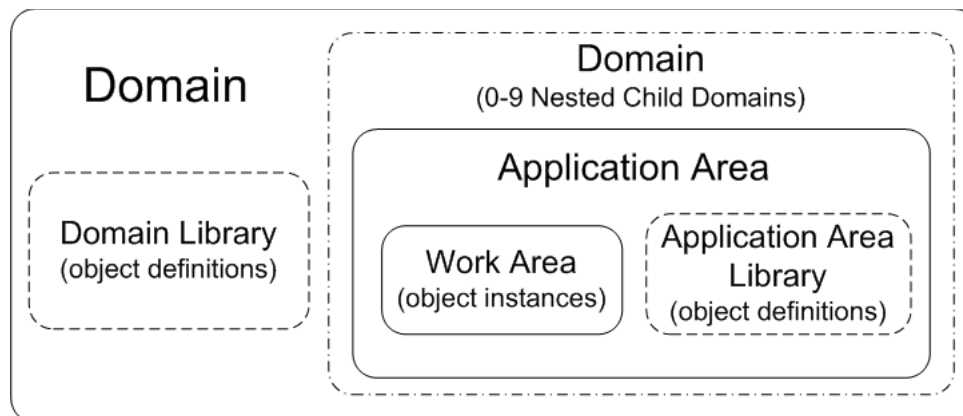 Domain
Domain Library
(object definitions)
Domain
(0-9 Nested Child Domains)
Application Area
Work Area
(object instances)
Application Area
Library
(object definitions)